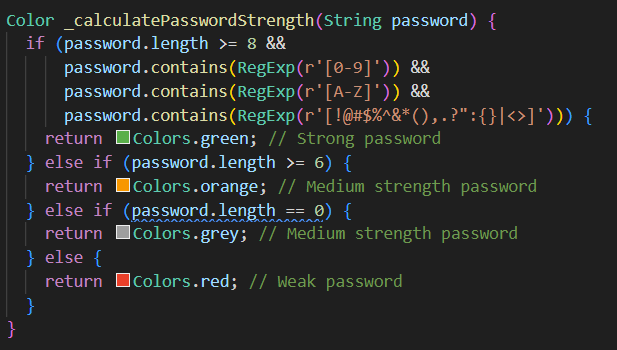 Color _calculatePasswordStrength(String password) {
  if (password.length >= 8 &&
      password.contains(RegExp(r'[0-9]')) &&
      password.contains(RegExp(r'[A-Z]')) &&
      password.contains(RegExp(r'[!@#$%^&*(),.?":{}|<>]'))) {
    return Colors.green; // Strong password
  } else if (password.length >= 6) {
    return Colors.orange; // Medium strength password
  } else if (password.length == 0) {
    return Colors.grey; // Medium strength password
  } else {
    return Colors.red; // Weak password
  }
}